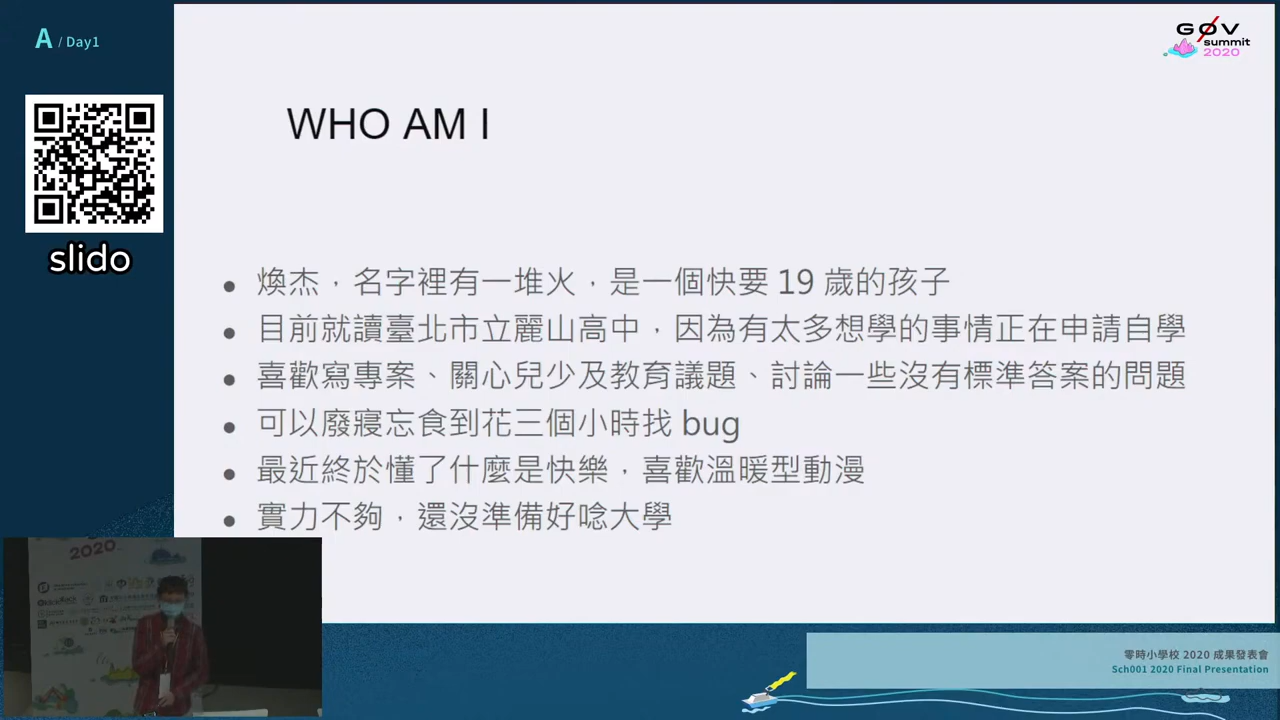 A / Day1
GØV
summit
2020
slido
WHO AM I
煥杰，名字裡有一堆火，是一個快要 19 歲的孩子
目前就讀臺北市立麗山高中，因為有太多想學的事情正在申請自學
喜歡寫專案、關心兒少及教育議題、討論一些沒有標準答案的問題
可以廢寢忘食到花三個小時找 bug
最近終於懂了什麼是快樂，喜歡溫暖型動漫
實力不夠，還沒準備好唸大學
2020
零時小學校 2020 成果發表會
Sch001 2020 Final Presentation